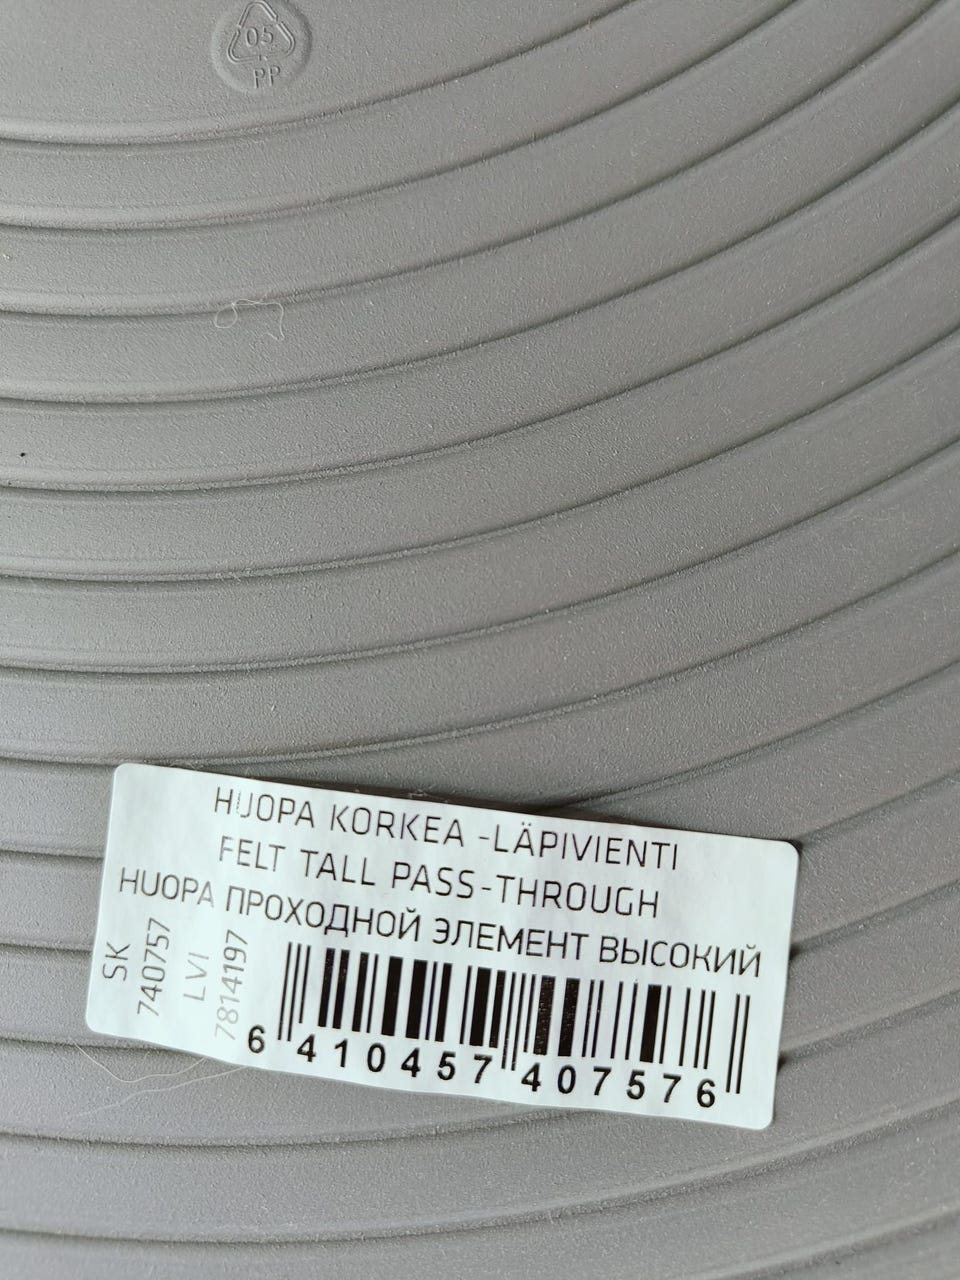 05
PP
HUOPA KORKEA -LÄPIVIENTI
FELT TALL PASS-THROUGH
HUOPA ПРОХОДНОЙ ЭЛЕМЕНТ ВЫСОКИЙ
SK
740757
LVI
7814197
6 410457 407576